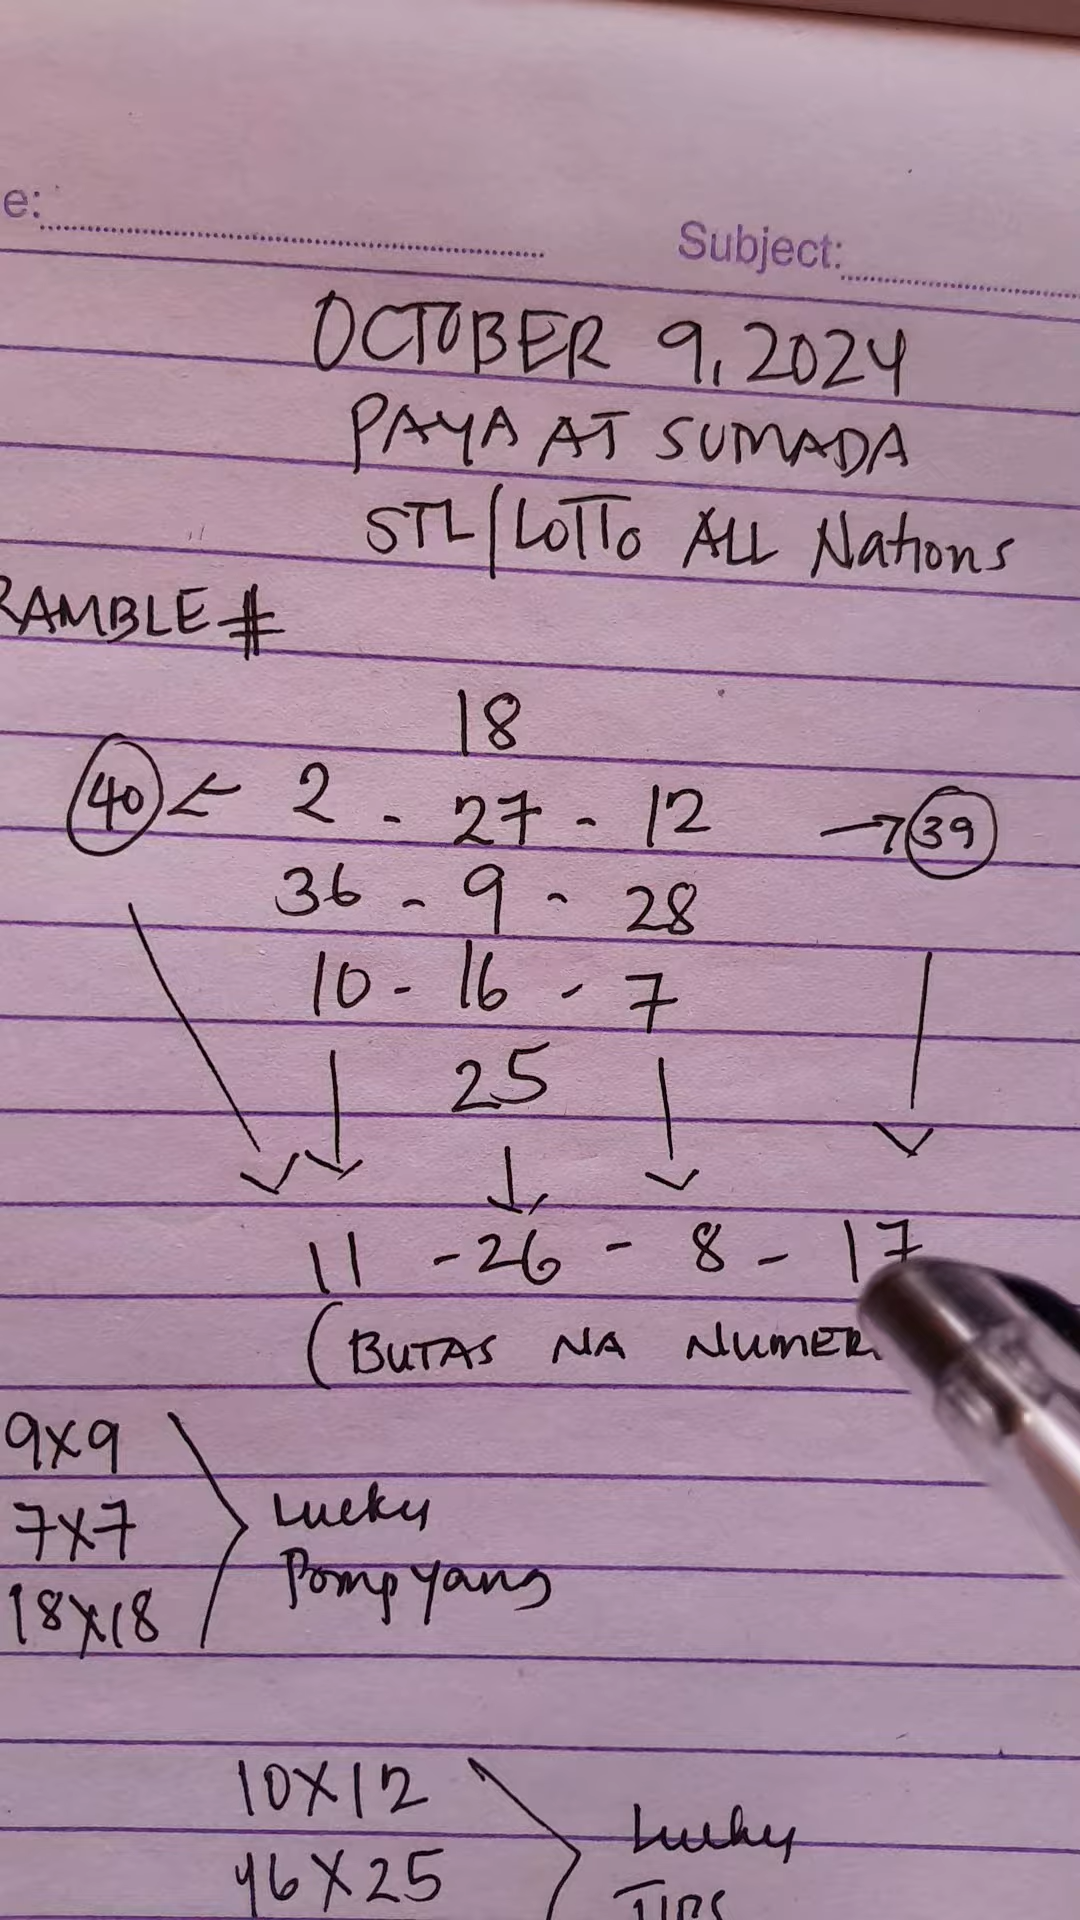 e: Subject:
OCTOBER 9, 2024
PAYA AT SUMADA
STL/LOTTO ALL Nations
RAMBLE #
18
40 ← 2 - 27 - 12 → 39
36 - 9 - 28
10 - 16 - 7
25
11 - 26 - 8 - 17
(BUTAS NA NUMER
9X9
7X7
18X18
Lucky
Pompyang
10X12
16X25
Lucky
TIPS